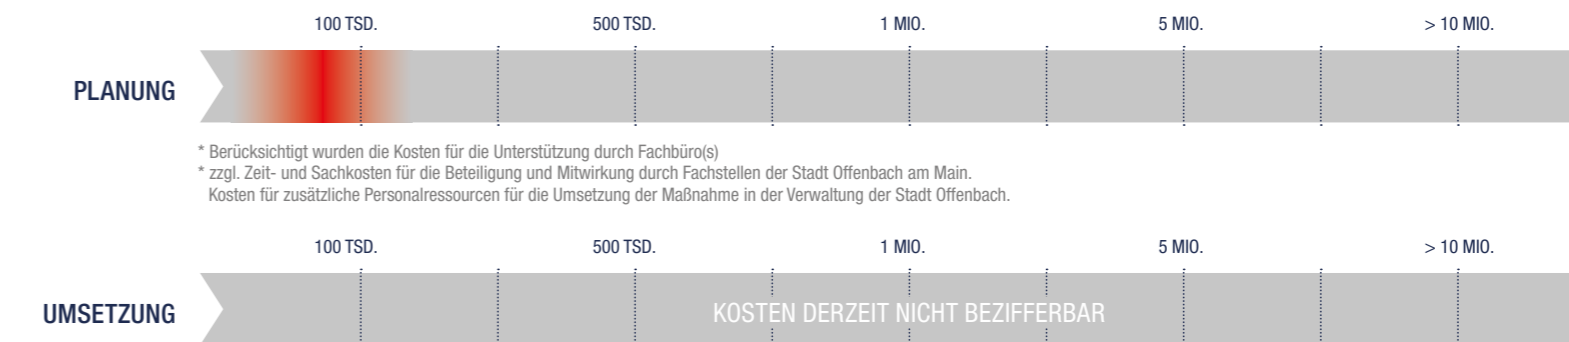 100 TSD. 500 TSD. 1 MIO. 5 MIO. > 10 MIO.
PLANUNG
* Berücksichtigt wurden die Kosten für die Unterstützung durch Fachbüro(s)
* zzgl. Zeit- und Sachkosten für die Beteiligung und Mitwirkung durch Fachstellen der Stadt Offenbach am Main.
Kosten für zusätzliche Personalressourcen für die Umsetzung der Maßnahme in der Verwaltung der Stadt Offenbach.
100 TSD. 500 TSD. 1 MIO. 5 MIO. > 10 MIO.
UMSETZUNG KOSTEN DERZEIT NICHT BEZIFFERBAR